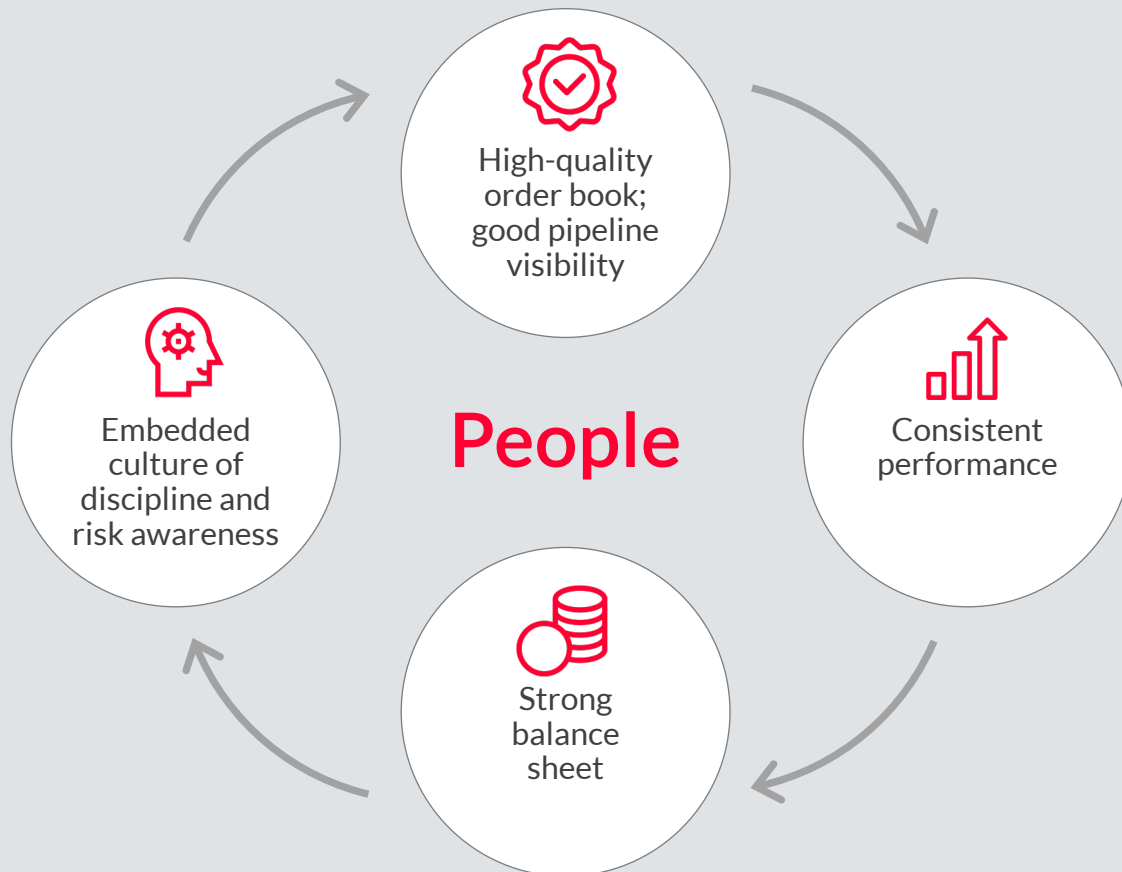 High-quality
order book;
good pipeline
visibility
Embedded
culture of
discipline and
risk awareness
People
Consistent
performance
Strong
balance
sheet